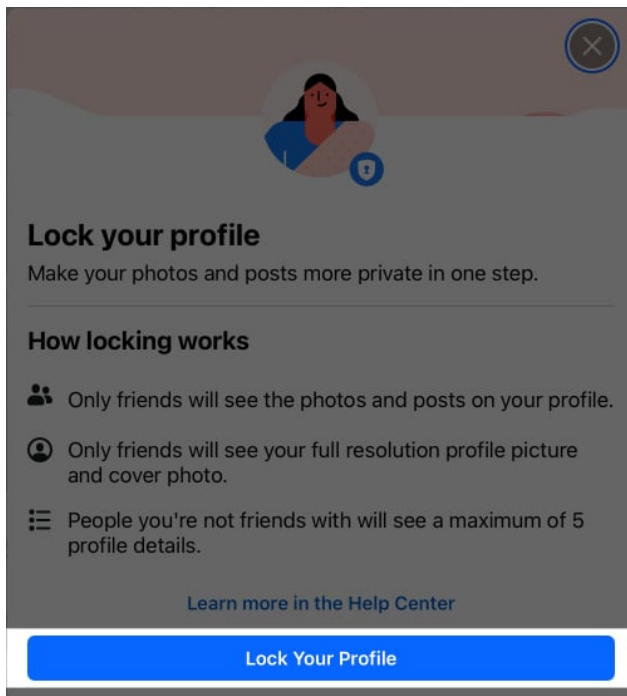 Lock your profile
Make your photos and posts more private in one step.
How locking works
Only friends will see the photos and posts on your profile.
Only friends will see your full resolution profile picture
and cover photo.
People you're not friends with will see a maximum of 5
profile details.
Learn more in the Help Center
Lock Your Profile